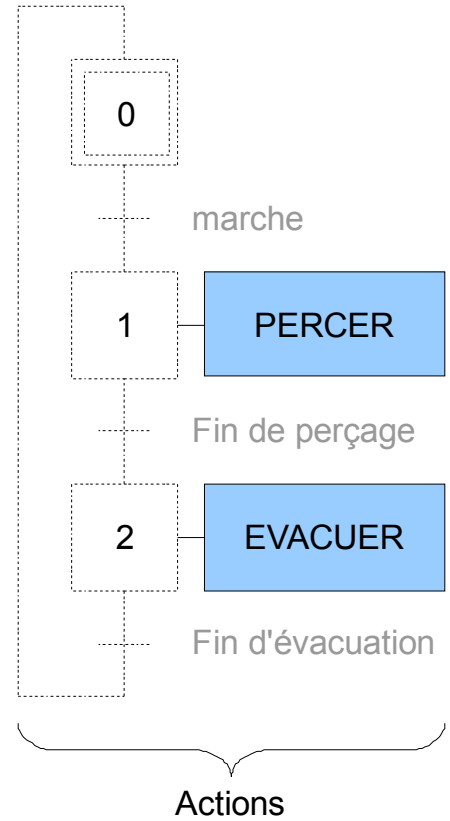 0
marche
1 PERCER
Fin de perçage
2 EVACUER
Fin d'évacuation
Actions